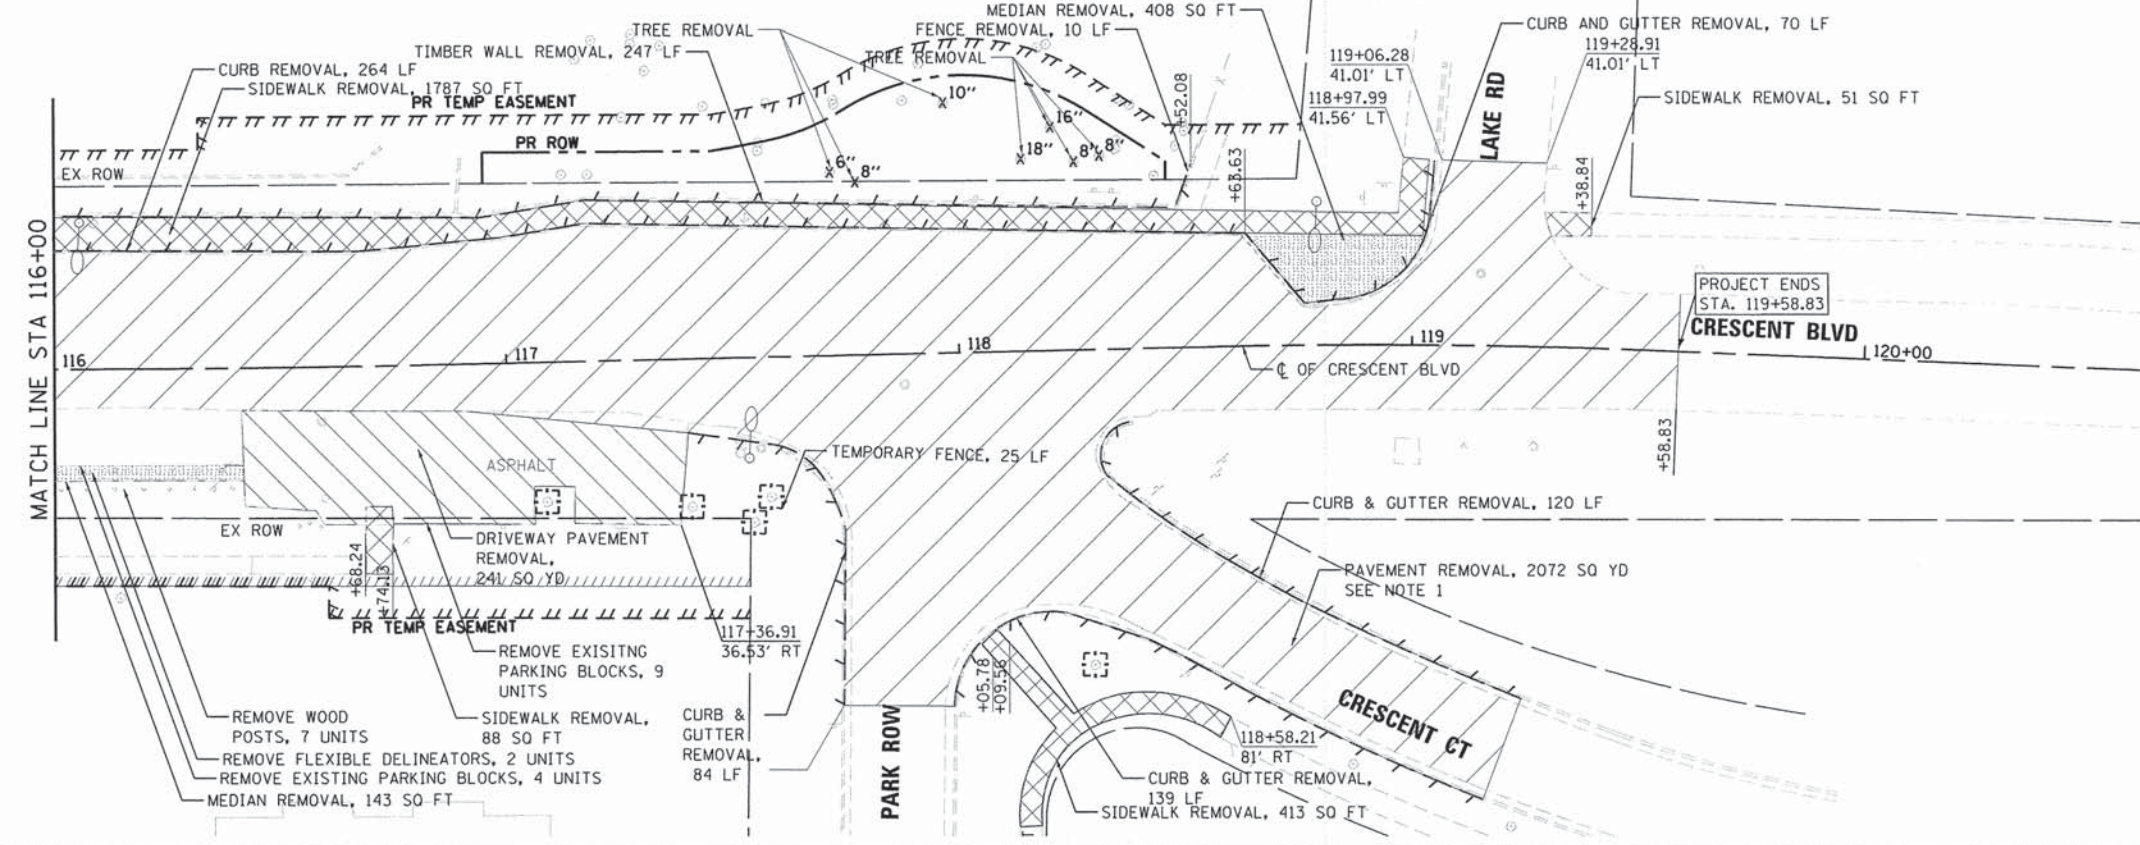 MEDIAN REMOVAL, 408 SQ FT
CURB AND GUTTER REMOVAL, 70 LF
TREE REMOVAL
FENCE REMOVAL, 10 LF
TIMBER WALL REMOVAL, 247 LF
TREE REMOVAL
119+06.28
41.01' LT
119+28.91
41.01' LT
CURB REMOVAL, 264 LF
SIDEWALK REMOVAL, 1787 SQ FT
PR TEMP EASEMENT
118+97.99
41.56' LT
SIDEWALK REMOVAL, 51 SQ FT
LAKE RD
+52.08
10"
16"
18"
8"
8"
6"
8"
PR ROW
EX ROW
+63.63
+38.84
MATCH LINE STA 116+00
PROJECT ENDS
STA. 119+58.83
CRESCENT BLVD
116
117
118
119
120+00
℄ OF CRESCENT BLVD
+58.83
TEMPORARY FENCE, 25 LF
ASPHALT
CURB & GUTTER REMOVAL, 120 LF
EX ROW
DRIVEWAY PAVEMENT
REMOVAL,
241 SQ YD
+68.24
+74.13
PAVEMENT REMOVAL, 2072 SQ YD
SEE NOTE 1
PR TEMP EASEMENT
117+36.91
36.53' RT
REMOVE EXISITNG
PARKING BLOCKS, 9
UNITS
+05.78
+09.56
CRESCENT CT
REMOVE WOOD
POSTS, 7 UNITS
SIDEWALK REMOVAL,
88 SQ FT
CURB &
GUTTER
REMOVAL,
84 LF
PARK ROW
118+58.21
81' RT
REMOVE FLEXIBLE DELINEATORS, 2 UNITS
REMOVE EXISTING PARKING BLOCKS, 4 UNITS
MEDIAN REMOVAL, 143 SQ FT
CURB & GUTTER REMOVAL,
139 LF
SIDEWALK REMOVAL, 413 SQ FT